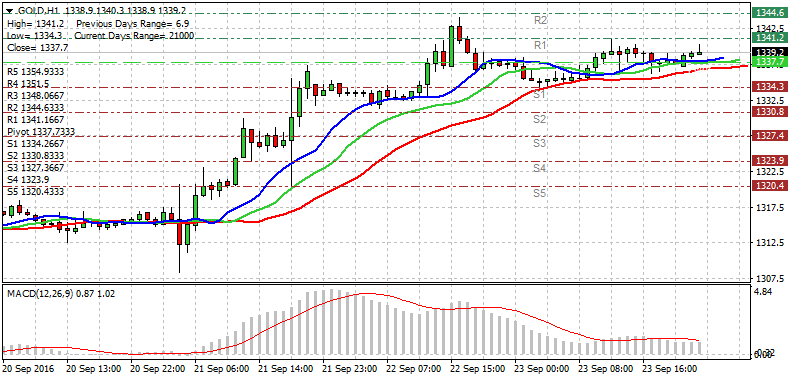 GOLD,H1 1338.9 1340.3 1338.9 1339.2
High= 1341.2 Previous Days Range= 6.9
Low= 1334.3 Current Days Range= 21000
Close= 1337.7
R5 1354.9333
R4 1351.5
R3 1348.0667
R2 1344.6333
R1 1341.1667
Pivot 1337.7333
S1 1334.2667
S2 1330.8333
S3 1327.3667
S4 1323.9
S5 1320.4333
R2
R1
S1
S2
S3
S4
S5
1344.6
1342.5
1341.2
1339.2
1337.7
1334.3
1332.5
1330.8
1327.4
1323.9
1322.5
1320.4
1317.5
1312.5
1307.5
MACD(12,26,9) 0.87 1.02
4.84
20 Sep 2016
20 Sep 13:00
20 Sep 22:00
21 Sep 06:00
21 Sep 14:00
21 Sep 23:00
22 Sep 07:00
22 Sep 15:00
23 Sep 00:00
23 Sep 08:00
23 Sep 16:00